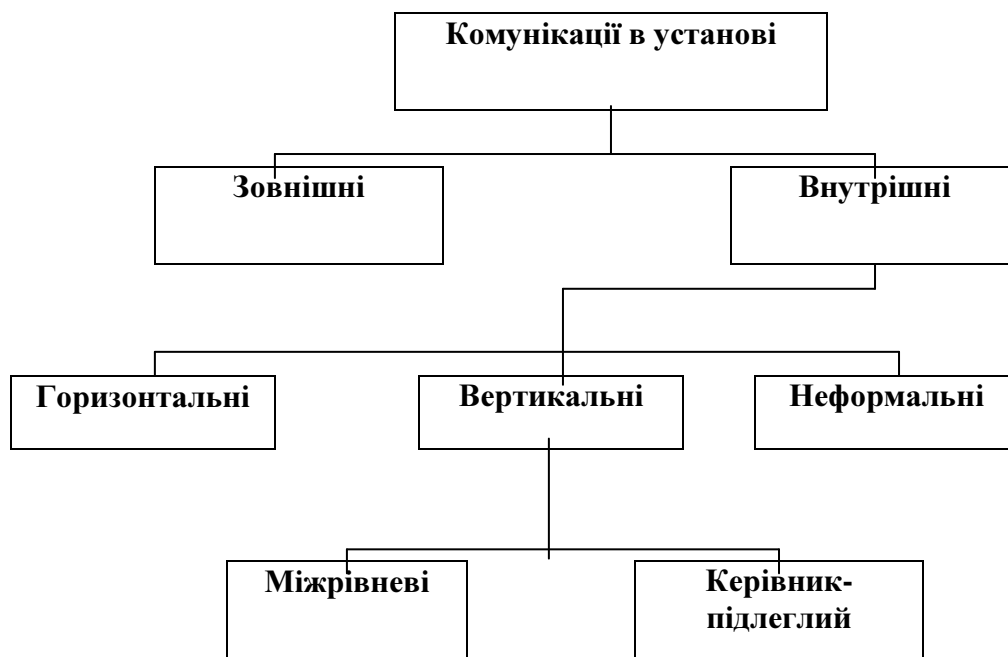 Комунікації в установі
Зовнішні
Внутрішні
Горизонтальні
Вертикальні
Неформальні
Міжрівневі
Керівник-
підлеглий